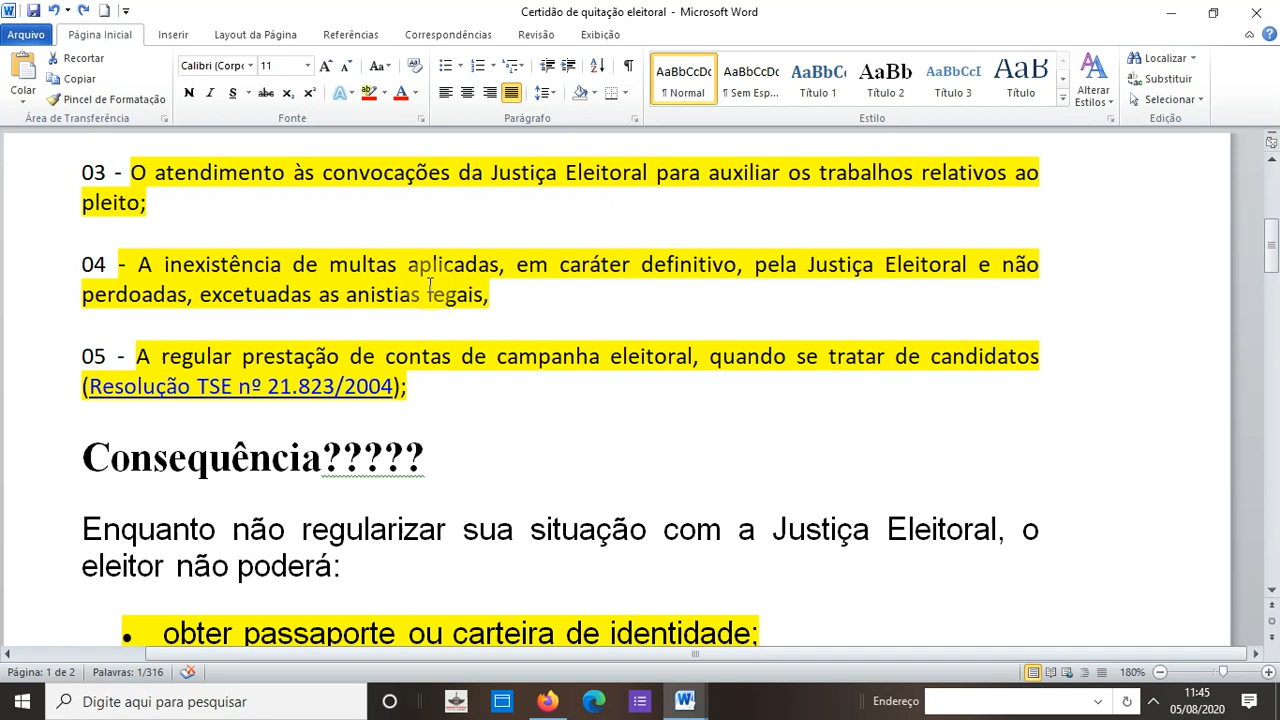 Certidão de quitação eleitoral - Microsoft Word
Arquivo Página Inicial Inserir Layout da Página Referências Correspondências Revisão Exibição
Colar
Recortar
Copiar
Pincel de Formatação
Área de Transferência
Calibri (Corpo 11
Fonte
Parágrafo
AaBbCcDc AaBbCcDc AaBbC AaBb AaBbCcI AaB
¶ Normal ¶ Sem Esp... Título 1 Título 2 Título 3 Título
Alterar Estilos
Estilo
Localizar
Substituir
Selecionar
Edição
03 - O atendimento às convocações da Justiça Eleitoral para auxiliar os trabalhos relativos ao
pleito;
04 - A inexistência de multas aplicadas, em caráter definitivo, pela Justiça Eleitoral e não
perdoadas, excetuadas as anistias legais,
05 - A regular prestação de contas de campanha eleitoral, quando se tratar de candidatos
(Resolução TSE nº 21.823/2004);
Consequência?????
Enquanto não regularizar sua situação com a Justiça Eleitoral, o
eleitor não poderá:
• obter passaporte ou carteira de identidade;
Página: 1 de 2 Palavras: 1/316 180%
Digite aqui para pesquisar
Endereço
11:45
05/08/2020